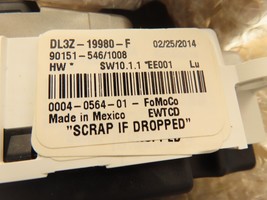 DL3Z-19980-F 02/25/2014
90151-546/1008
HW * SW10.1.1 *EE001 Lu
0004-0564-01- FoMoCo
Made in Mexico EWTCD
"SCRAP IF DROPPED"